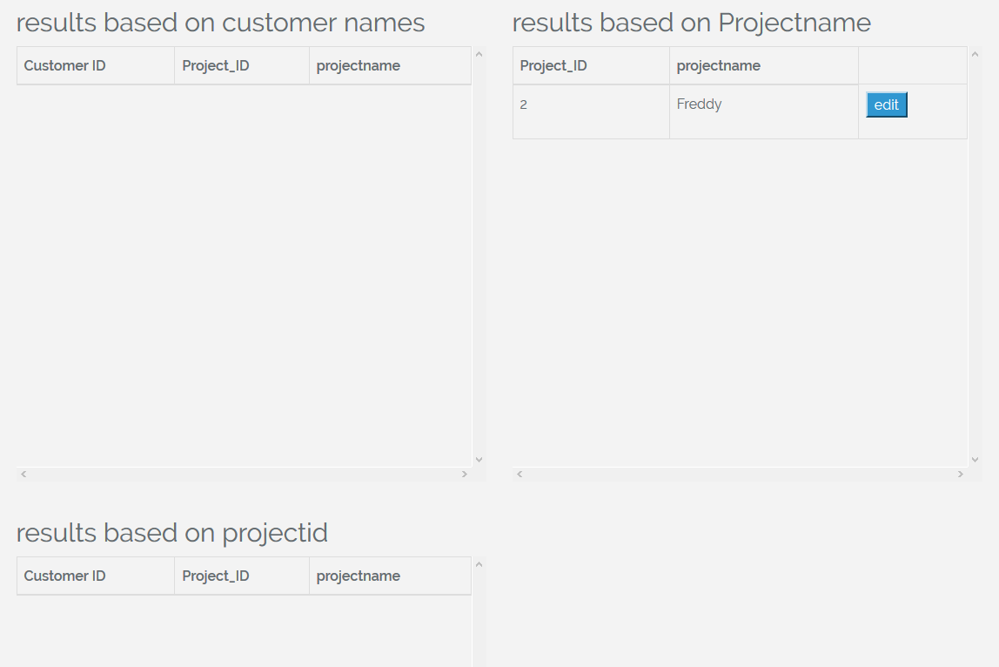 results based on customer names
Customer ID Project_ID projectname
results based on Projectname
Project_ID projectname
2 Freddy edit
results based on projectid
Customer ID Project_ID projectname